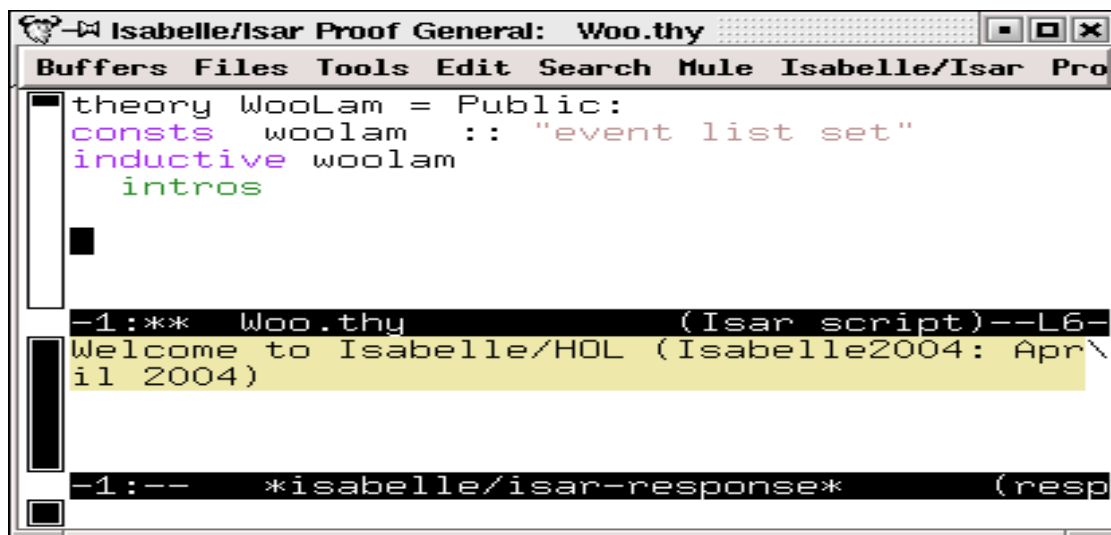 Isabelle/Isar Proof General: Woo.thy
Buffers Files Tools Edit Search Mule Isabelle/Isar Pro
theory WooLam = Public:
consts woolam :: "event list set"
inductive woolam
intros
-1:** Woo.thy (Isar script)--L6-
Welcome to Isabelle/HOL (Isabelle2004: Apr\
il 2004)
-1:-- *isabelle/isar-response* (resp